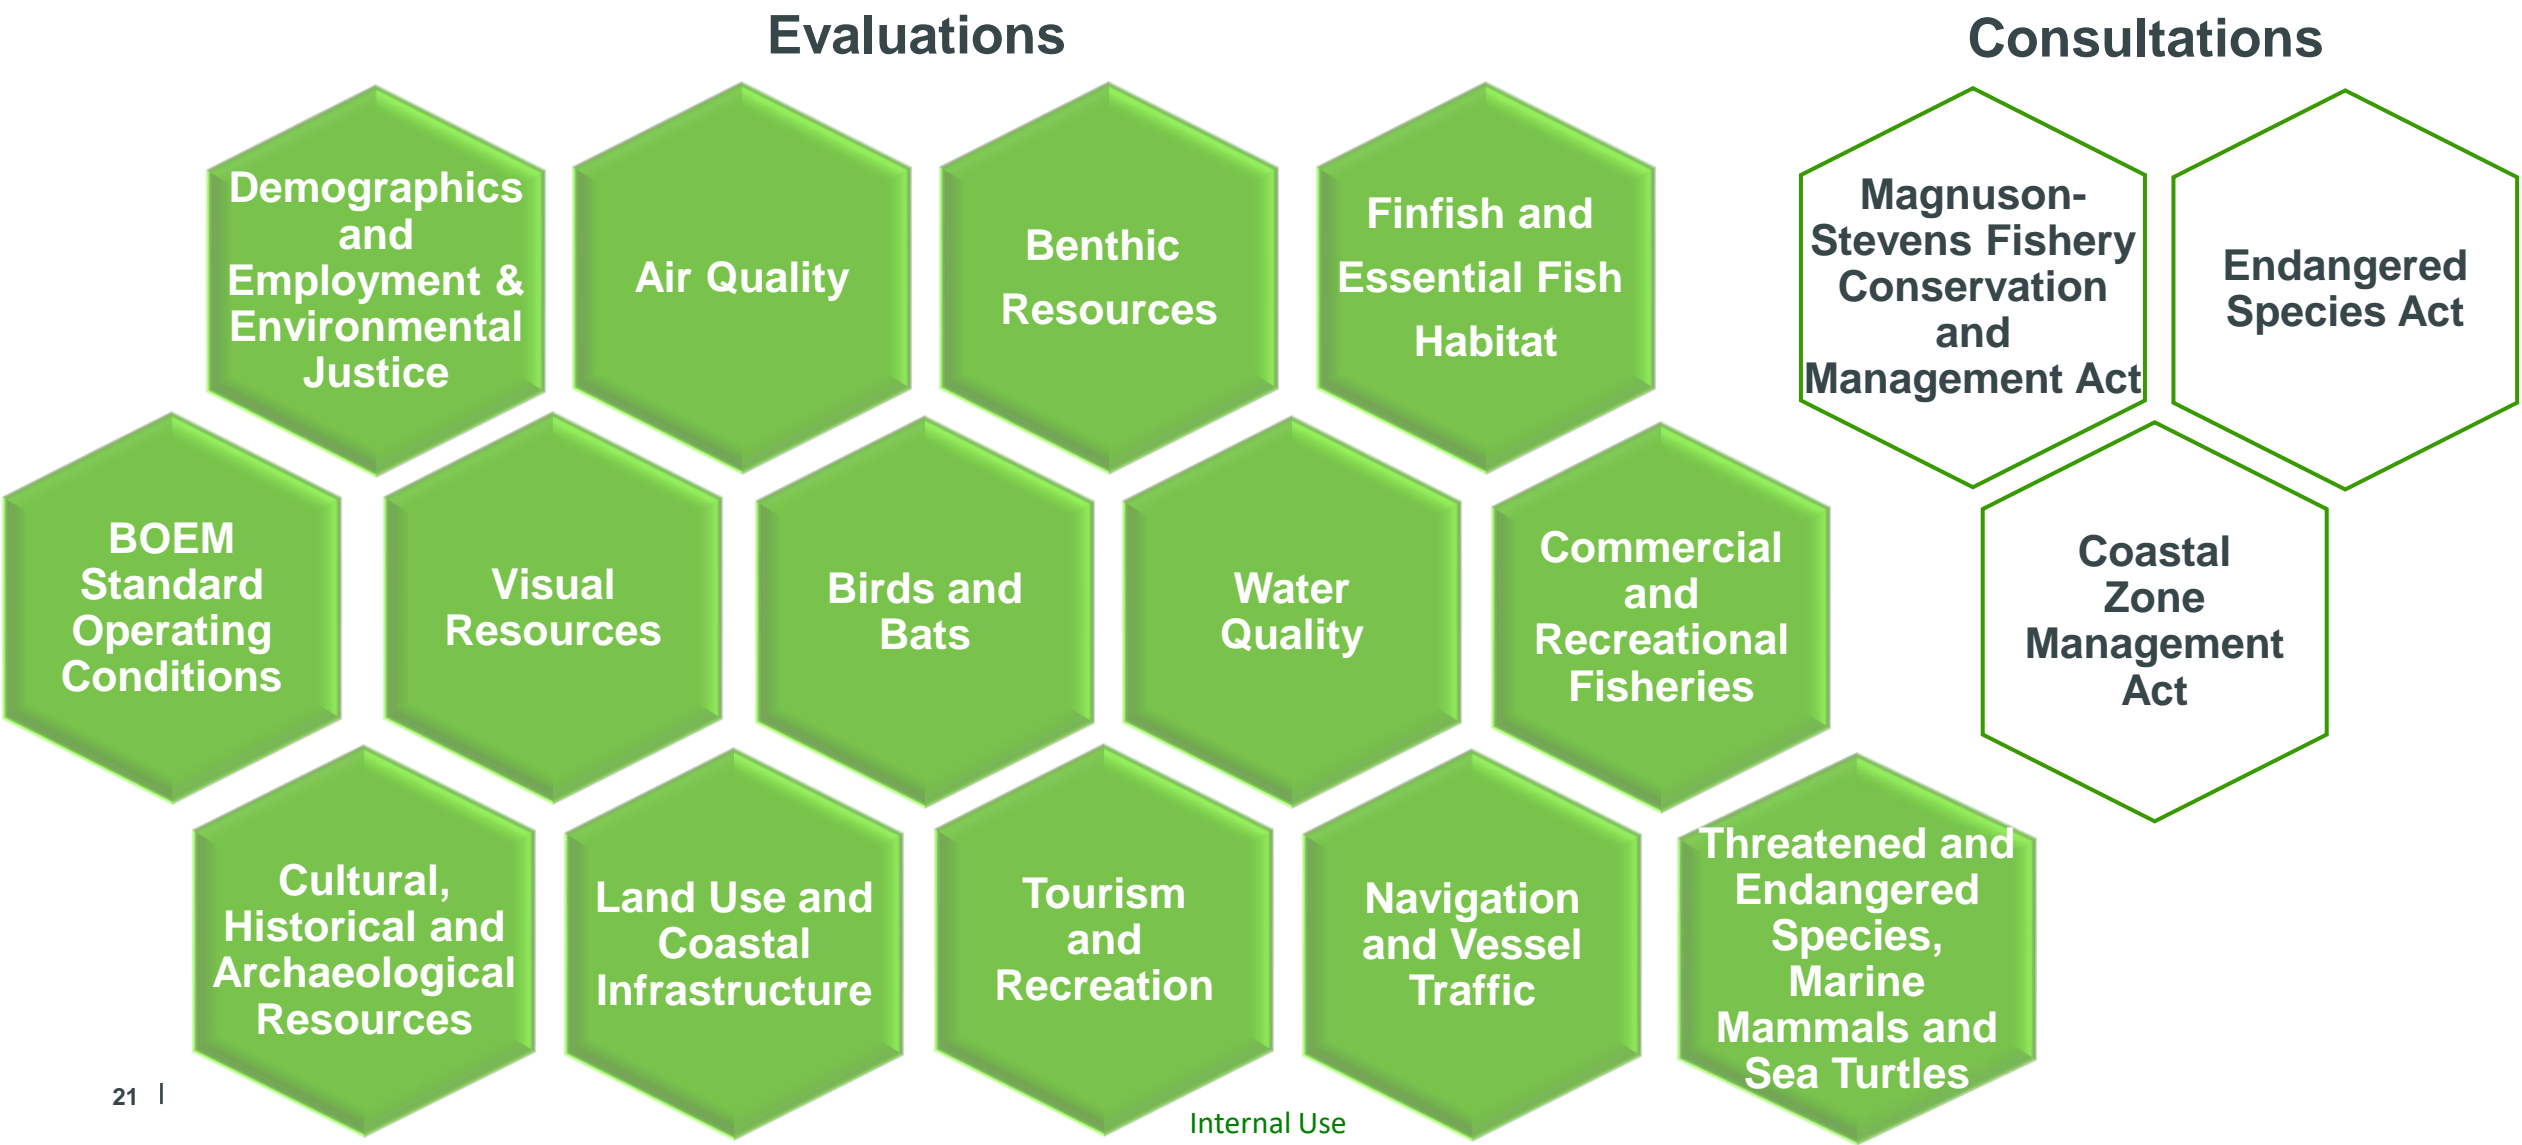 Evaluations
Consultations
Demographics
and
Employment &
Environmental
Justice
Air Quality
Benthic
Resources
Finfish and
Essential Fish
Habitat
Magnuson-
Stevens Fishery
Conservation
and
Management Act
Endangered
Species Act
BOEM
Standard
Operating
Conditions
Visual
Resources
Birds and
Bats
Water
Quality
Commercial
and
Recreational
Fisheries
Coastal
Zone
Management
Act
Cultural,
Historical and
Archaeological
Resources
Land Use and
Coastal
Infrastructure
Tourism
and
Recreation
Navigation
and Vessel
Traffic
Threatened and
Endangered
Species,
Marine
Mammals and
Sea Turtles
21 |
Internal Use